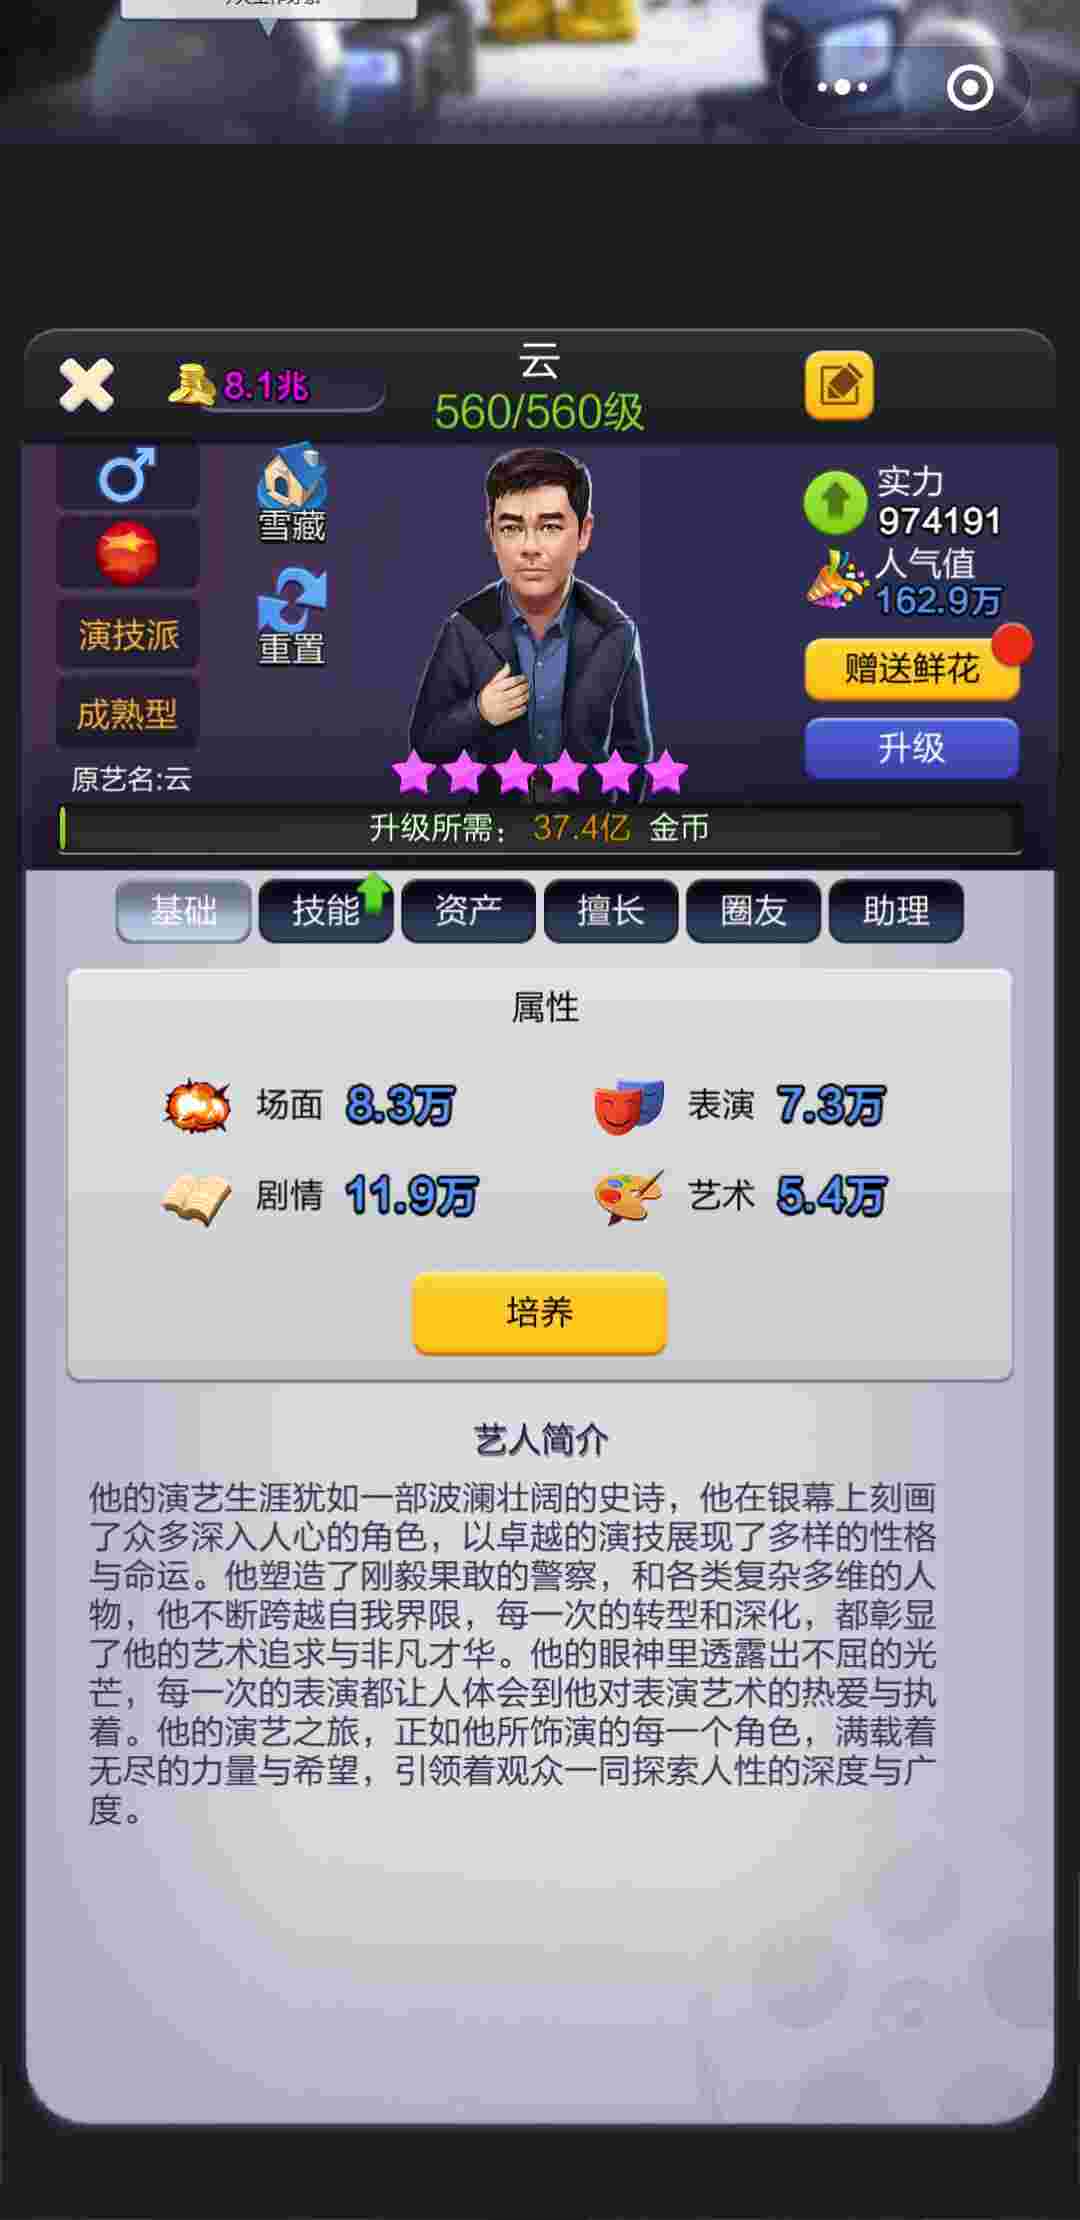 云
8.1兆
560/560级
实力
974191
人气值
162.9万
雪藏
重置
演技派
成熟型
赠送鲜花
升级
原艺名:云
升级所需： 37.4亿 金币
基础 技能 资产 擅长 圈友 助理
属性
场面 8.3万 表演 7.3万
剧情 11.9万 艺术 5.4万
培养
艺人简介
他的演艺生涯犹如一部波澜壮阔的史诗，他在银幕上刻画
了众多深入人心的角色，以卓越的演技展现了多样的性格
与命运。他塑造了刚毅果敢的警察，和各类复杂多维的人
物，他不断跨越自我界限，每一次的转型和深化，都彰显
了他的艺术追求与非凡才华。他的眼神里透露出不屈的光
芒，每一次的表演都让人体会到他对表演艺术的热爱与执
着。他的演艺之旅，正如他所饰演的每一个角色，满载着
无尽的力量与希望，引领着观众一同探索人性的深度与广
度。